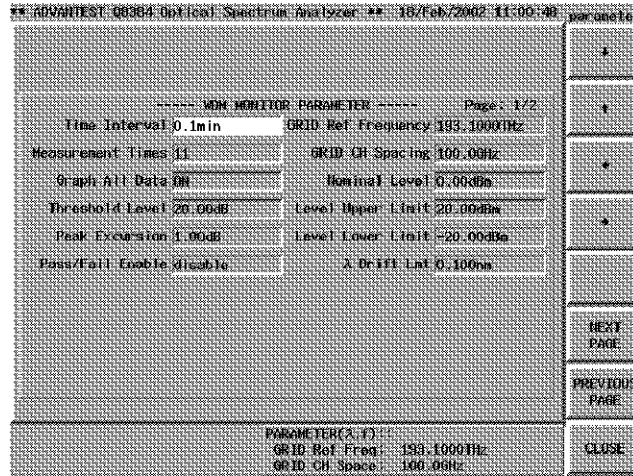 ** ADVANTEST Q8384 Optical Spectrum Analyzer ** 18/Feb/2002 11:00:48
paramete
----- WDM MONITOR PARAMETER ----- Page: 1/2
Time Interval 0.1min GRID Ref Frequency 193.1000THz
Measurement Times 11 GRID CH Spacing 100.0GHz
Graph All Data ON Nominal Level 0.00dBm
Threshold Level 20.00dB Level Upper Limit 20.00dBm
Peak Excursion 1.00dB Level Lower Limit -20.00dBm
Pass/Fail Enable disable λ Drift Lmt 0.100nm
NEXT
PAGE
PREVIOUS
PAGE
CLOSE
PARAMETER(λ,f)::
GRID Ref Freq: 193.1000THz
GRID CH Space: 100.0GHz